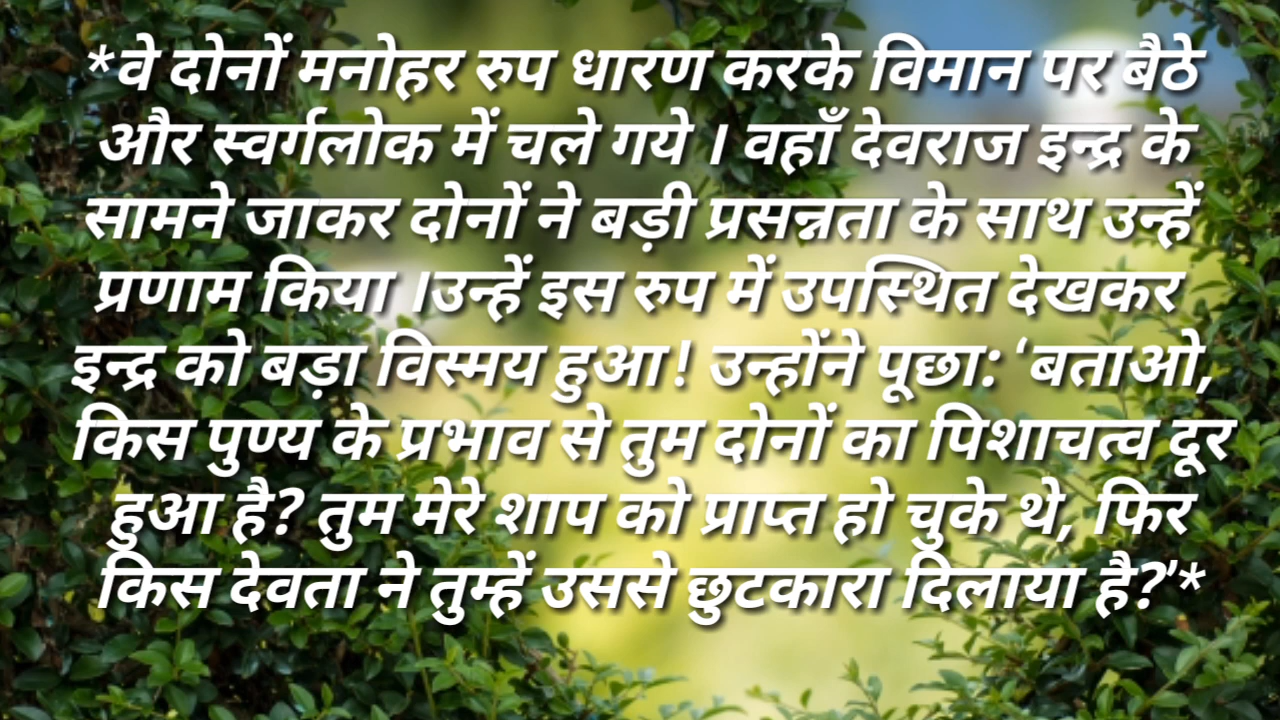 *वे दोनों मनोहर रुप धारण करके विमान पर बैठे
और स्वर्गलोक में चले गये । वहाँ देवराज इन्द्र के
सामने जाकर दोनों ने बड़ी प्रसन्नता के साथ उन्हें
प्रणाम किया ।उन्हें इस रुप में उपस्थित देखकर
इन्द्र को बड़ा विस्मय हुआ! उन्होंने पूछा: ‘बताओ,
किस पुण्य के प्रभाव से तुम दोनों का पिशाचत्व दूर
हुआ है? तुम मेरे शाप को प्राप्त हो चुके थे, फिर
किस देवता ने तुम्हें उससे छुटकारा दिलाया है?’*